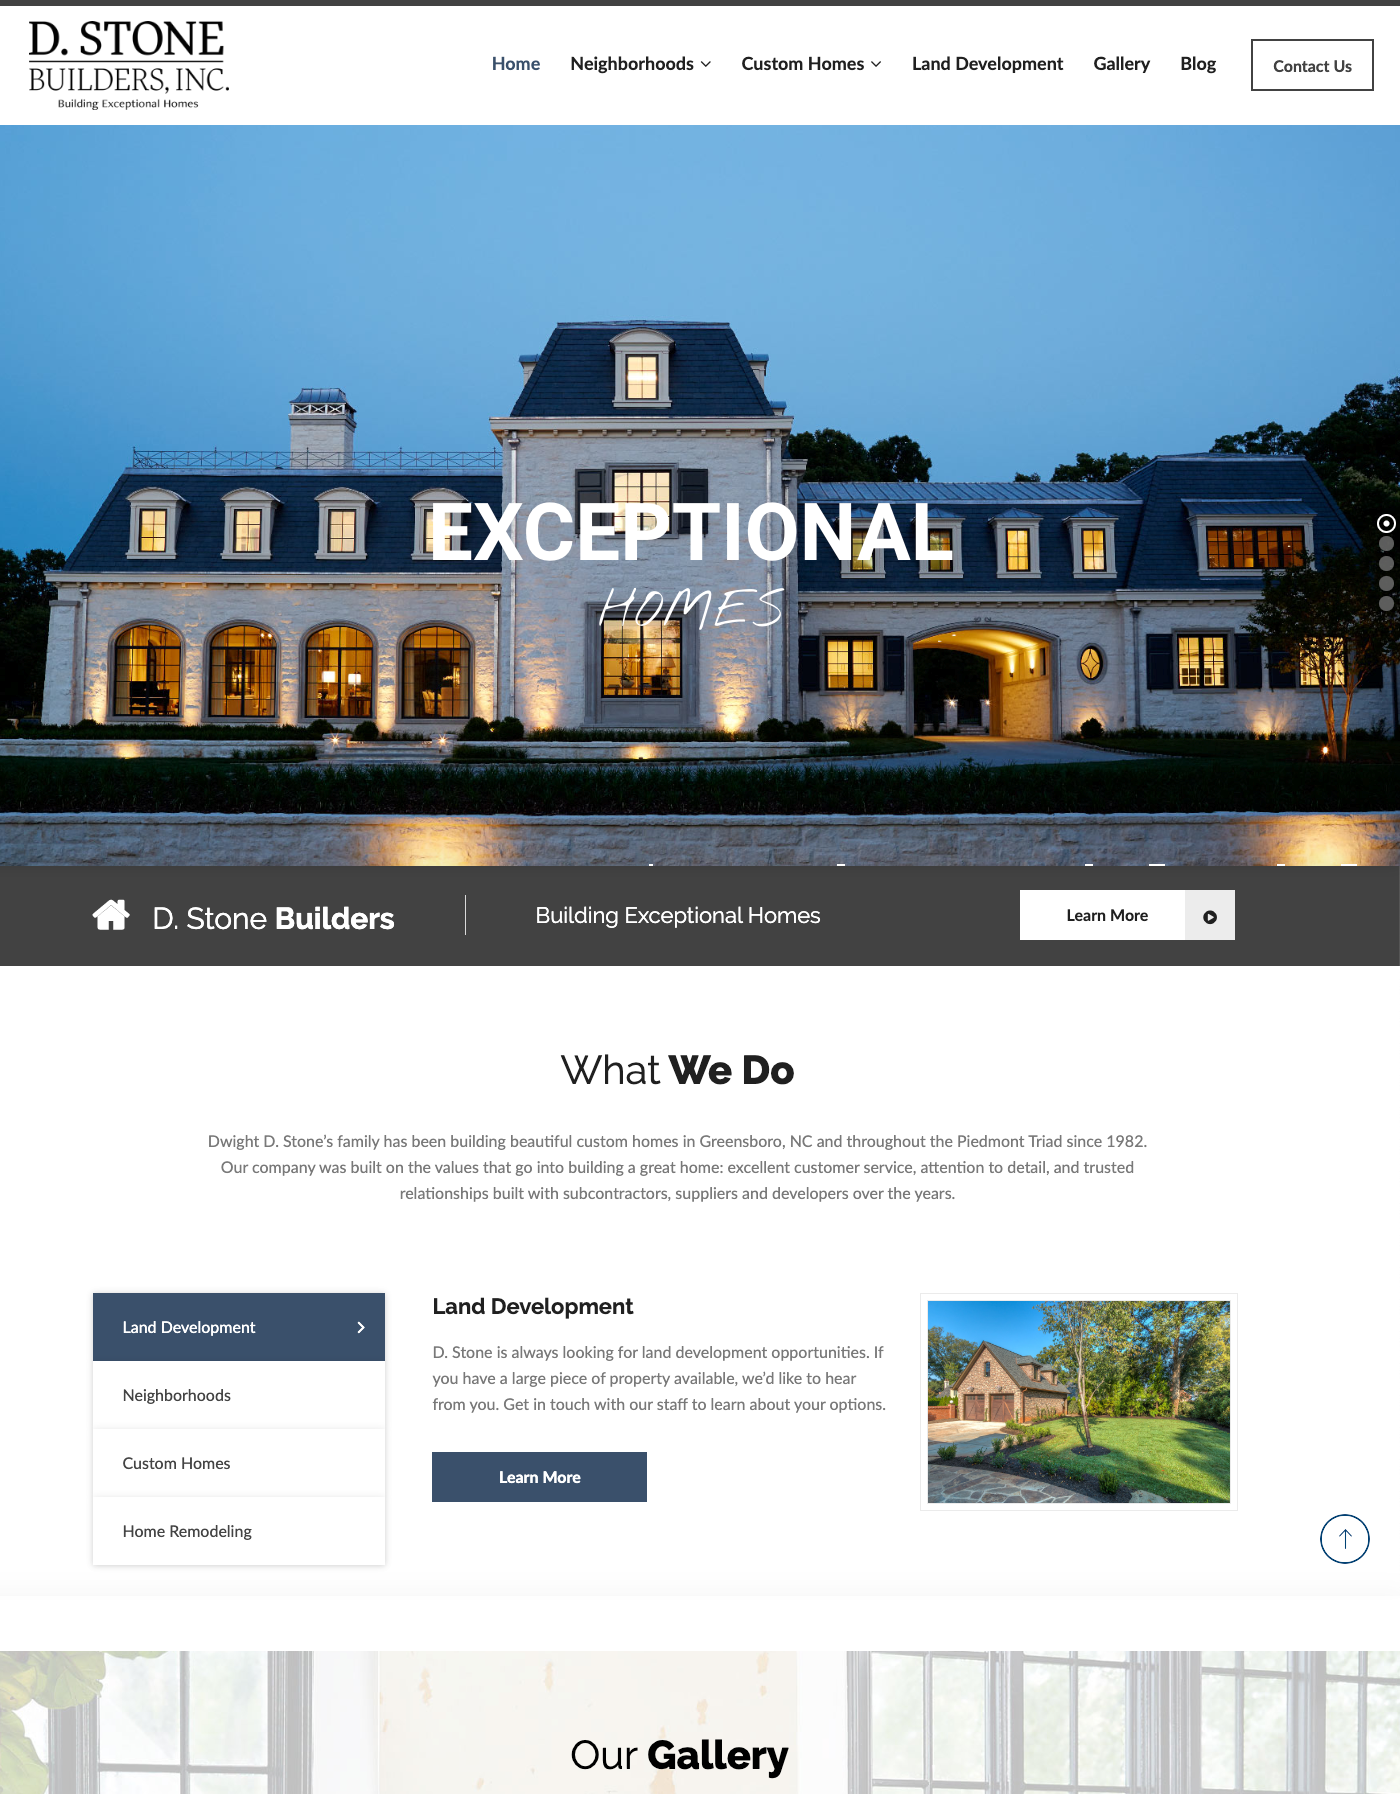 D. STONE
BUILDERS, INC.
Building Exceptional Homes
Home
Neighborhoods
Custom Homes
Land Development
Gallery
Blog
Contact Us
EXCEPTIONAL
HOMES
D. Stone Builders
Building Exceptional Homes
Learn More
What We Do
Dwight D. Stone’s family has been building beautiful custom homes in Greensboro, NC and throughout the Piedmont Triad since 1982.
Our company was built on the values that go into building a great home: excellent customer service, attention to detail, and trusted
relationships built with subcontractors, suppliers and developers over the years.
Land Development
Neighborhoods
Custom Homes
Home Remodeling
Land Development
D. Stone is always looking for land development opportunities. If
you have a large piece of property available, we’d like to hear
from you. Get in touch with our staff to learn about your options.
Learn More
Our Gallery